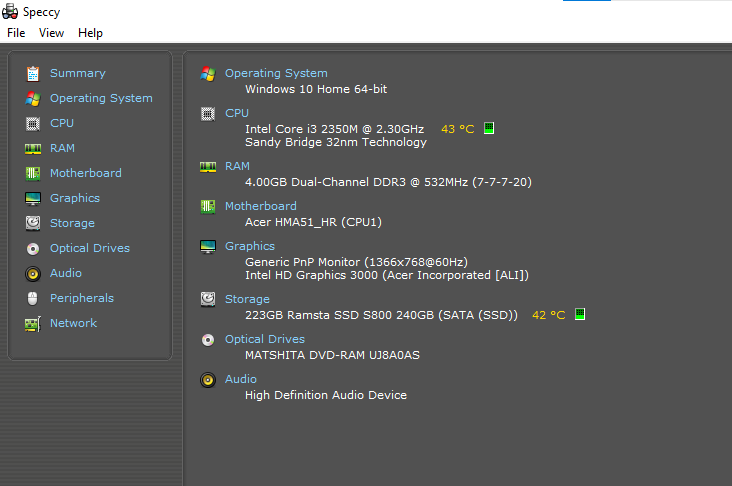 Speccy
File View Help
Summary
Operating System
CPU
RAM
Motherboard
Graphics
Storage
Optical Drives
Audio
Peripherals
Network
Operating System
Windows 10 Home 64-bit
CPU
Intel Core i3 2350M @ 2.30GHz 43 °C
Sandy Bridge 32nm Technology
RAM
4.00GB Dual-Channel DDR3 @ 532MHz (7-7-7-20)
Motherboard
Acer HMA51_HR (CPU1)
Graphics
Generic PnP Monitor (1366x768@60Hz)
Intel HD Graphics 3000 (Acer Incorporated [ALI])
Storage
223GB Ramsta SSD S800 240GB (SATA (SSD)) 42 °C
Optical Drives
MATSHITA DVD-RAM UJ8A0AS
Audio
High Definition Audio Device